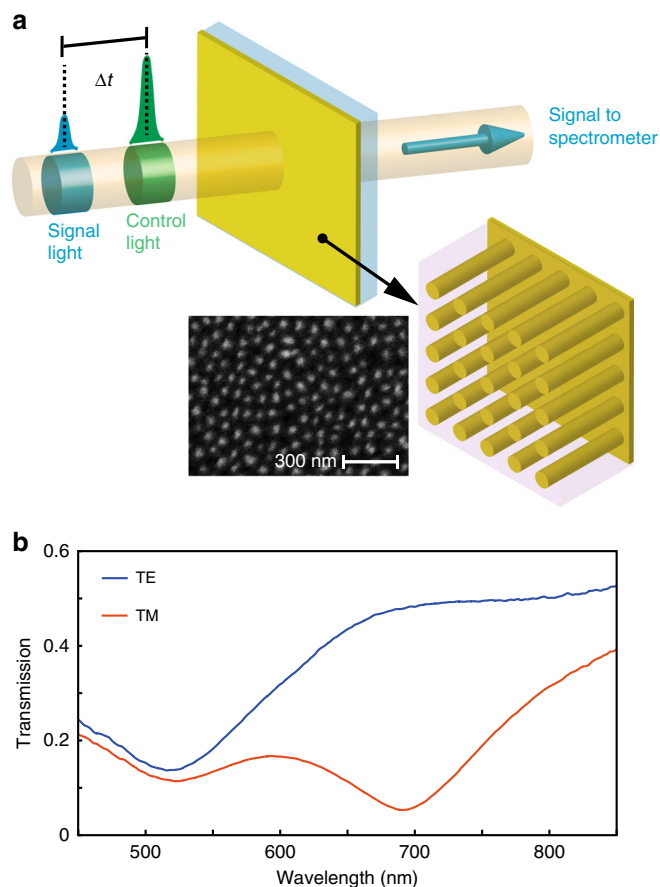 a
Δt
Signal to
spectrometer
Signal
light
Control
light
300 nm
b
0.6
TE
TM
0.4
Transmission
0.2
0
500
600
700
800
Wavelength (nm)